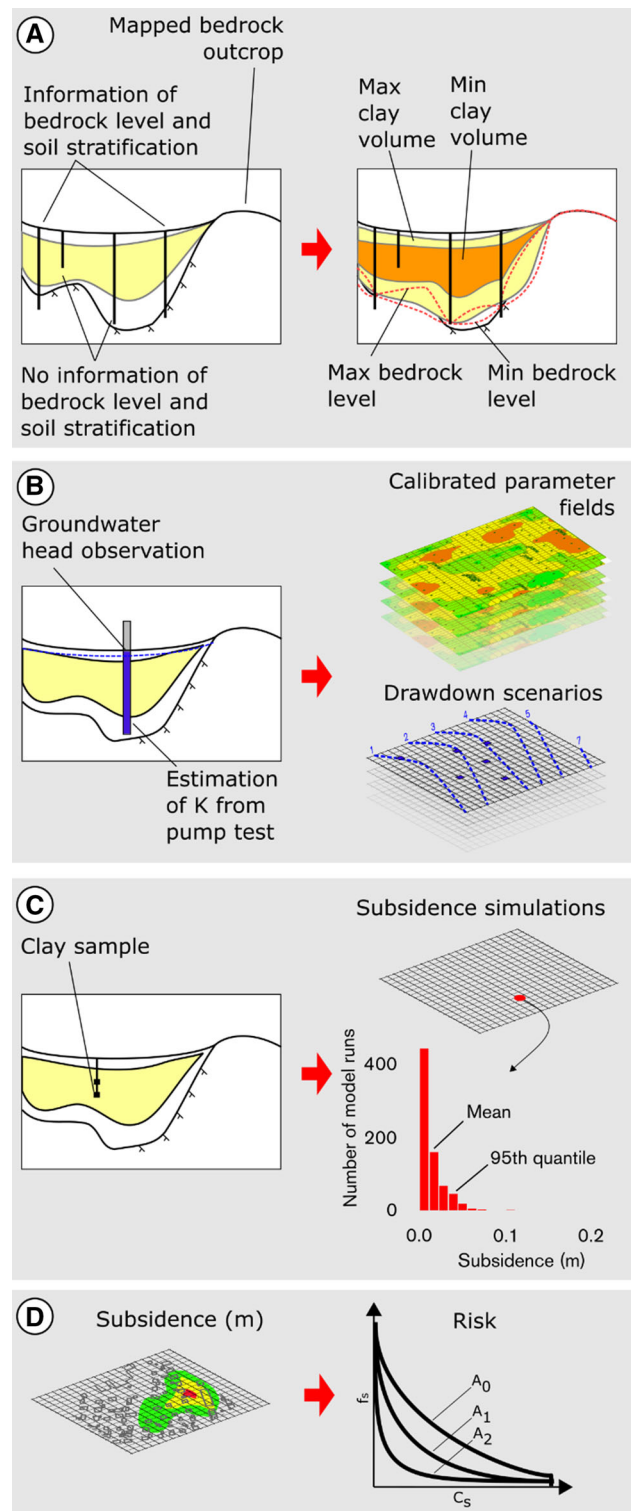 A
Mapped bedrock
outcrop
Information of
bedrock level and
soil stratification
No information of
bedrock level and
soil stratification
Max
clay
volume
Min
clay
volume
Max bedrock
level
Min bedrock
level
B
Groundwater
head observation
Estimation
of K from
pump test
Calibrated parameter
fields
Drawdown scenarios
1 2 3 4 5 7
C
Clay sample
Subsidence simulations
Number of model runs
400
200
0
Mean
95th quantile
0.0 0.1 0.2
Subsidence (m)
D
Subsidence (m)
Risk
fs
A0
A1
A2
Cs